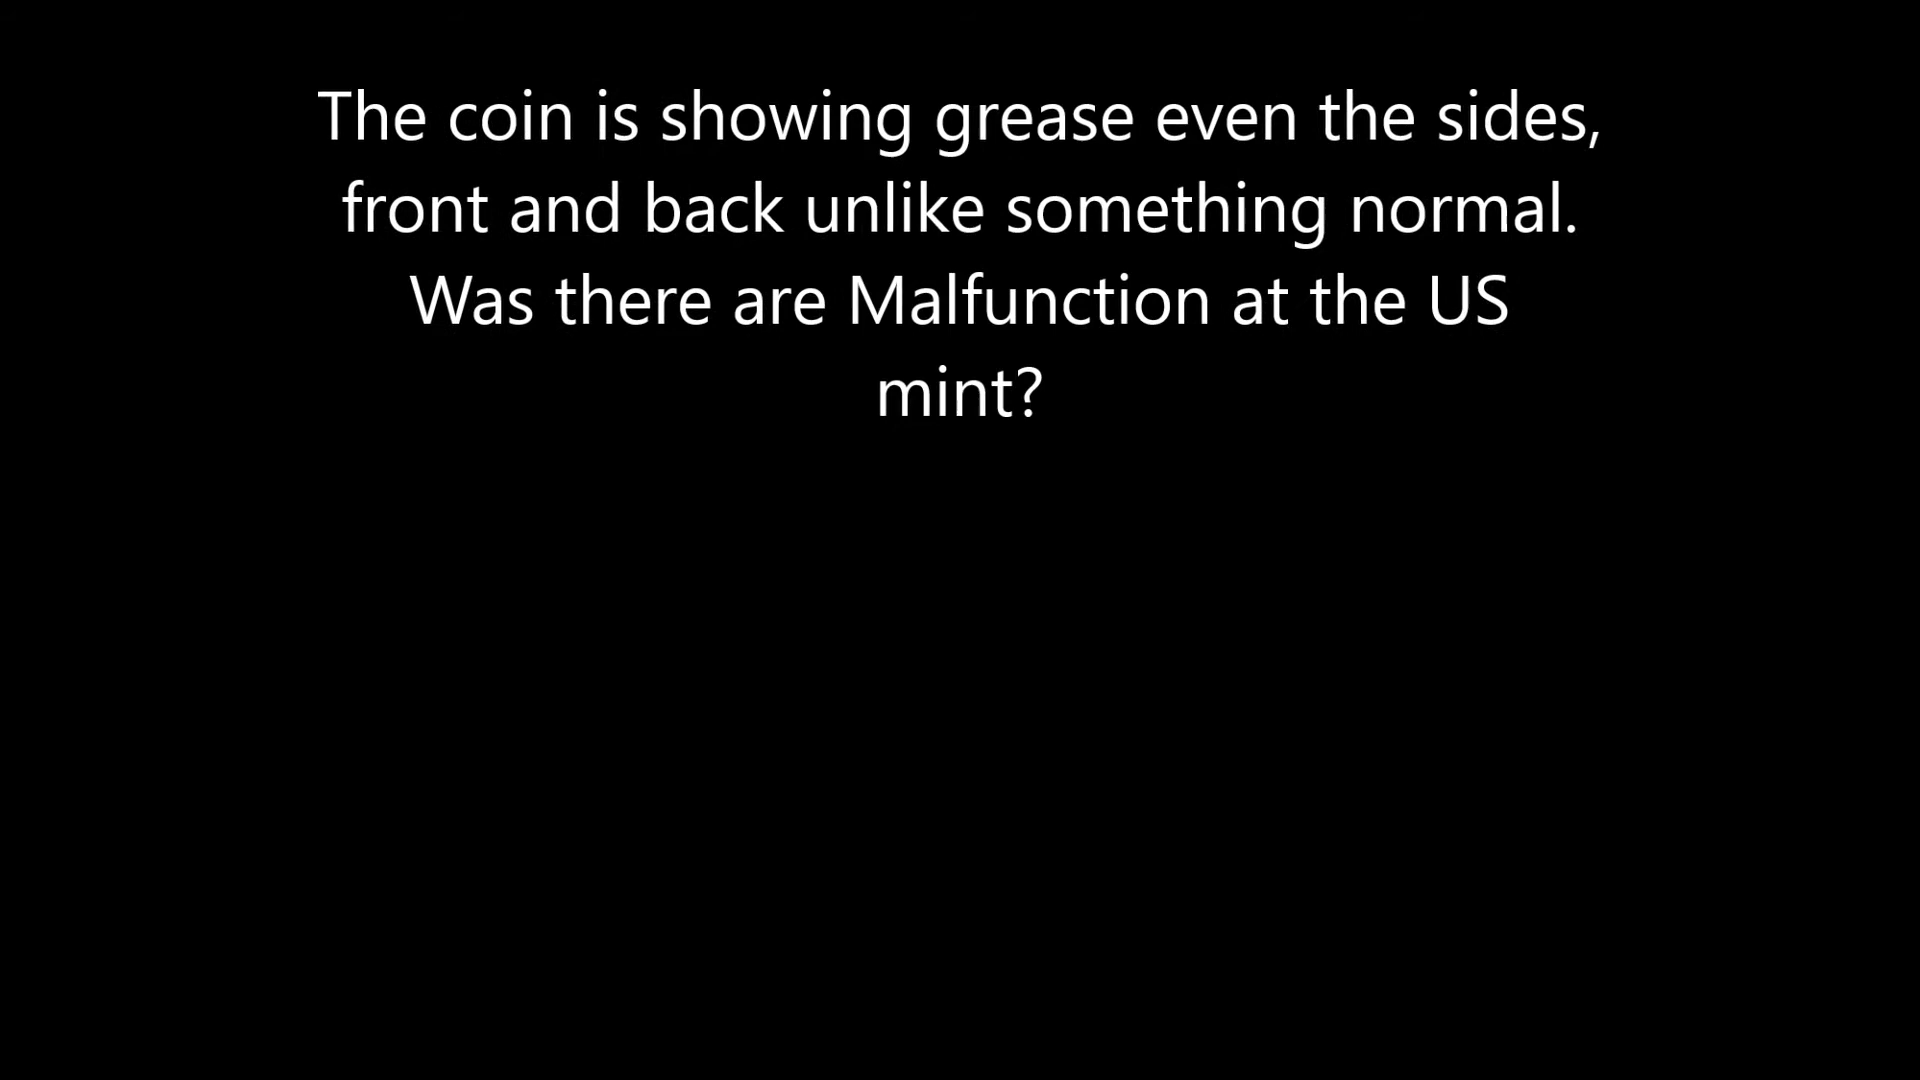 The coin is showing grease even the sides,
front and back unlike something normal.
Was there are Malfunction at the US
mint?